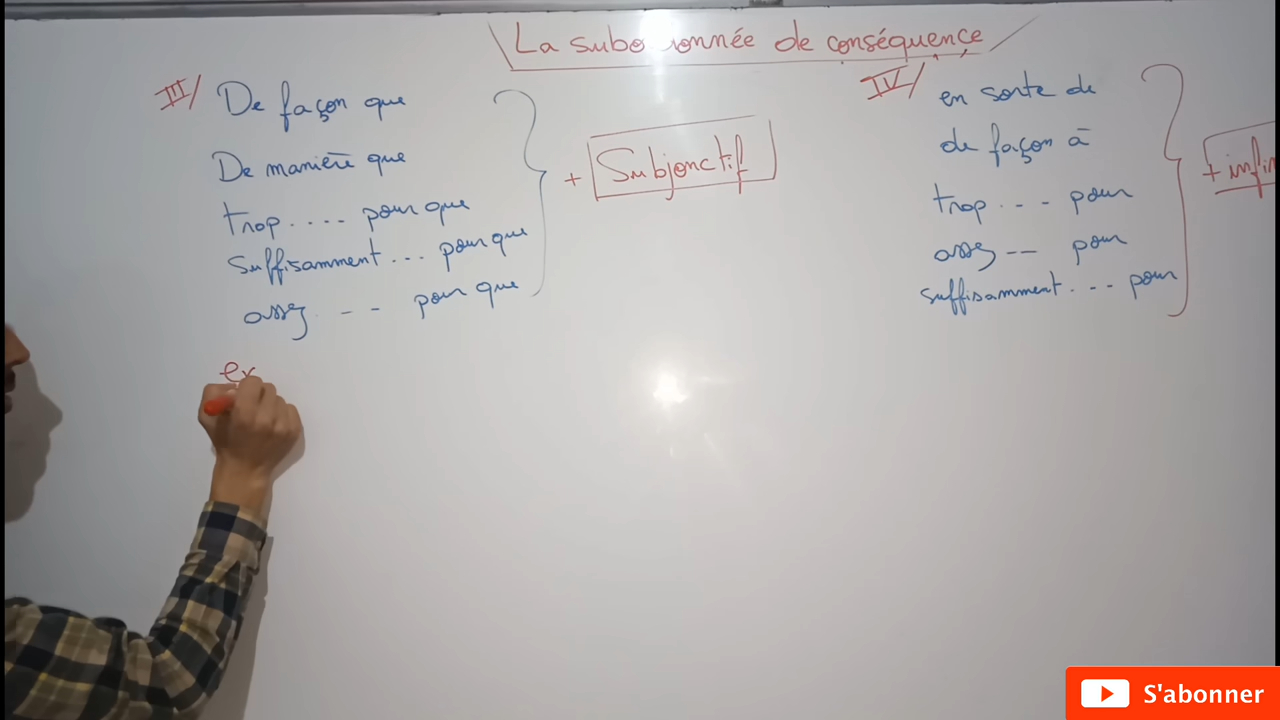 La subordonnée de conséquence
III/ De façon que
De manière que
trop .... pour que
suffisamment ... pour que
assez . - - pour que
+ Subjonctif
ex
IV/ en sorte de
de façon à
trop --- pour
assez -- pour
suffisamment .... pour
+
S'abonner